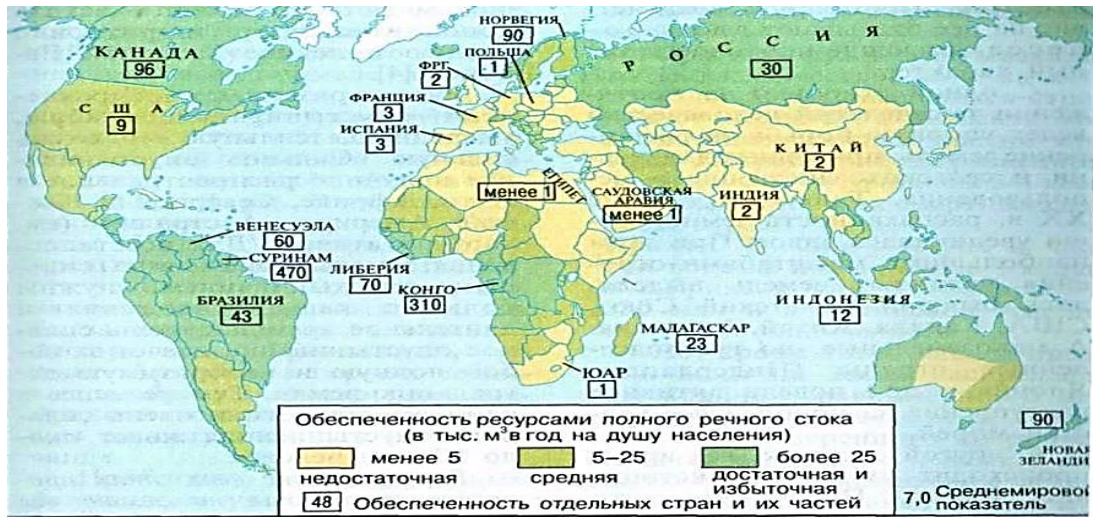 НОРВЕГИЯ
90
КАНАДА
96
ПОЛЬША
1
ФРГ
2
РОССИЯ
30
США
9
ФРАНЦИЯ
3
ИСПАНИЯ
3
КИТАЙ
2
ЕГИПЕТ
менее 1
САУДОВСКАЯ
АРАВИЯ
менее 1
ИНДИЯ
2
ВЕНЕСУЭЛА
60
СУРИНАМ
470
ЛИБЕРИЯ
70
КОНГО
310
БРАЗИЛИЯ
43
ИНДОНЕЗИЯ
12
МАДАГАСКАР
23
ЮАР
1
90
НОВАЯ
ЗЕЛАНДИ
Обеспеченность ресурсами полного речного стока
(в тыс. м³ в год на душу населения)
менее 5
недостаточная
5–25
средняя
более 25
достаточная и
избыточная
48 Обеспеченность отдельных стран и их частей
7,0 Среднемировой
показатель